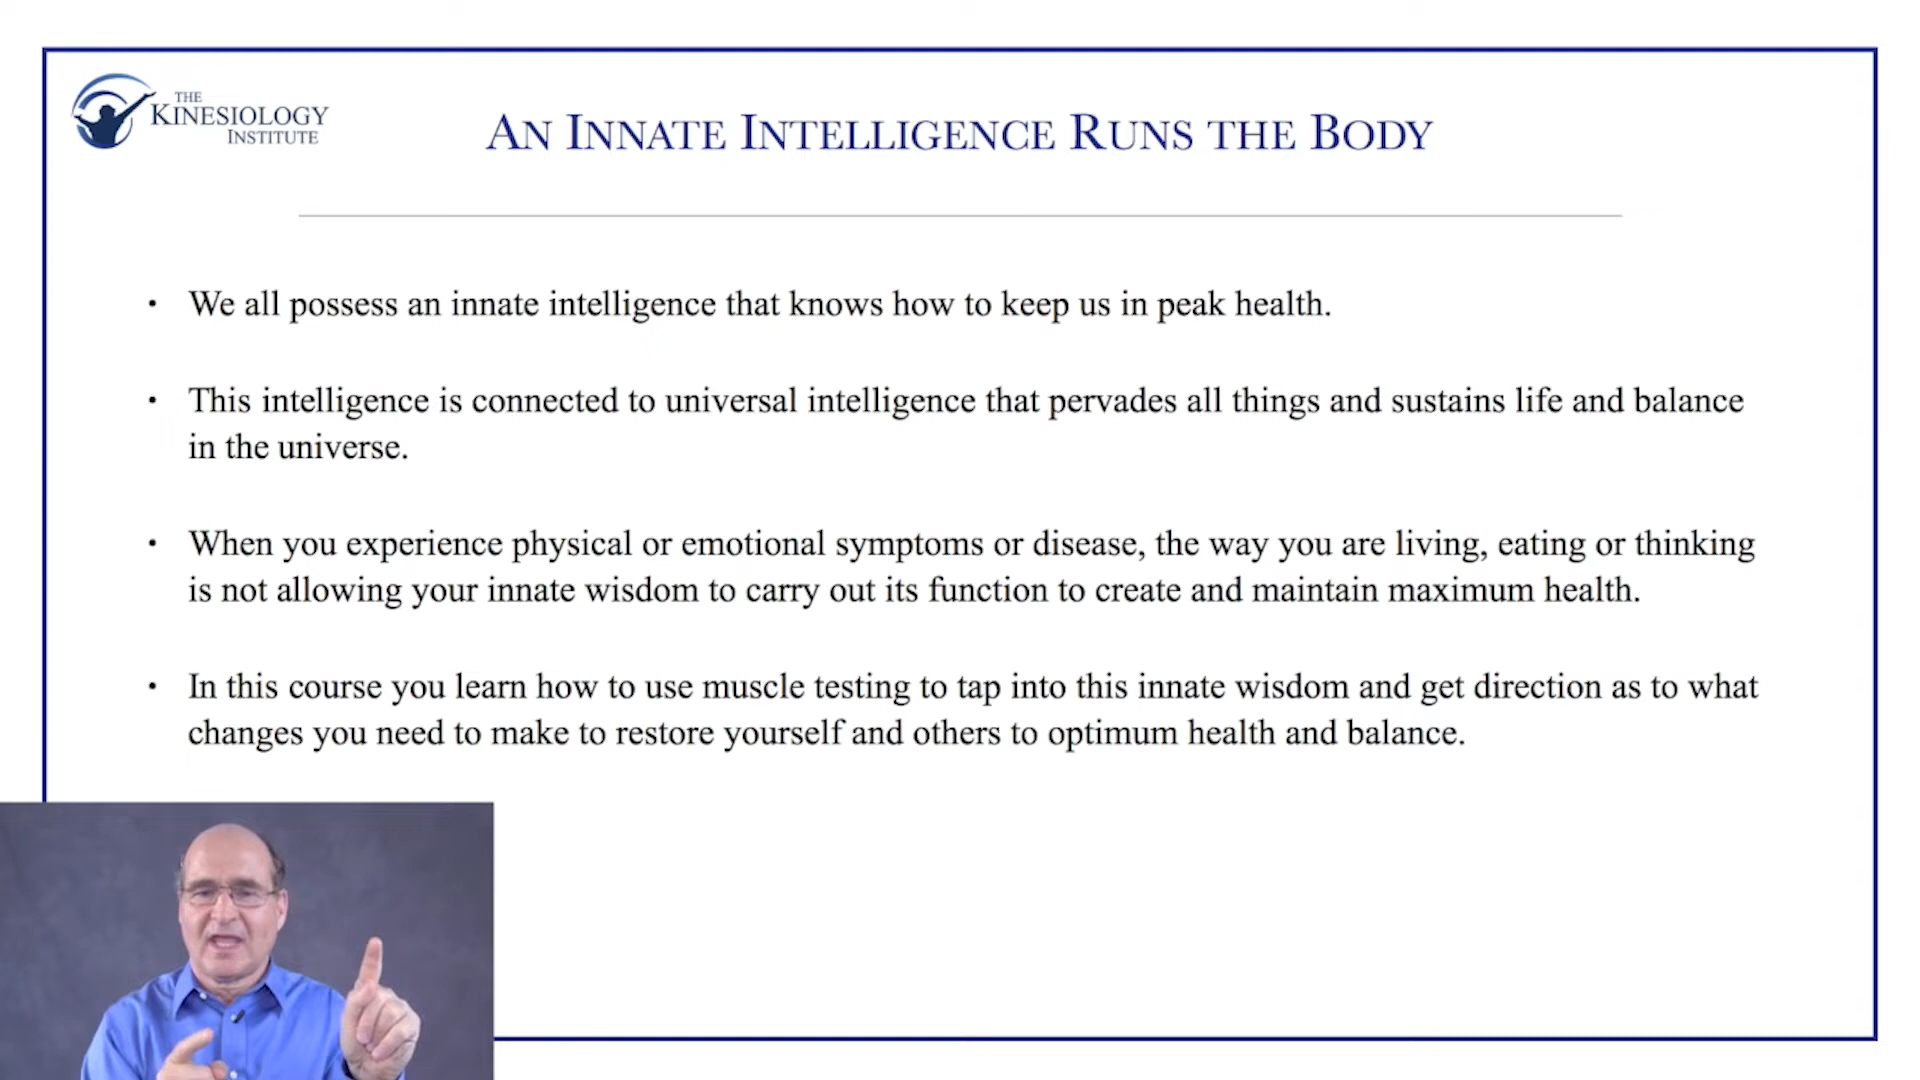 THE
KINESIOLOGY
INSTITUTE
AN INNATE INTELLIGENCE RUNS THE BODY
• We all possess an innate intelligence that knows how to keep us in peak health.
• This intelligence is connected to universal intelligence that pervades all things and sustains life and balance
in the universe.
• When you experience physical or emotional symptoms or disease, the way you are living, eating or thinking
is not allowing your innate wisdom to carry out its function to create and maintain maximum health.
• In this course you learn how to use muscle testing to tap into this innate wisdom and get direction as to what
changes you need to make to restore yourself and others to optimum health and balance.